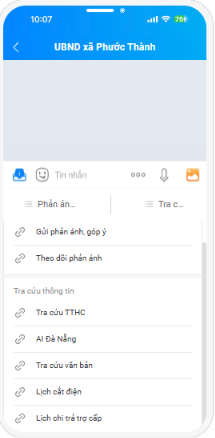 10:07
75
UBND xã Phước Thành
Tin nhắn
Phản án...
Tra c...
Gửi phản ánh, góp ý
Theo dõi phản ánh
Tra cứu thông tin
Tra cứu TTHC
AI Đà Nẵng
Tra cứu văn bản
Lịch cắt điện
Lịch chi trả trợ cấp